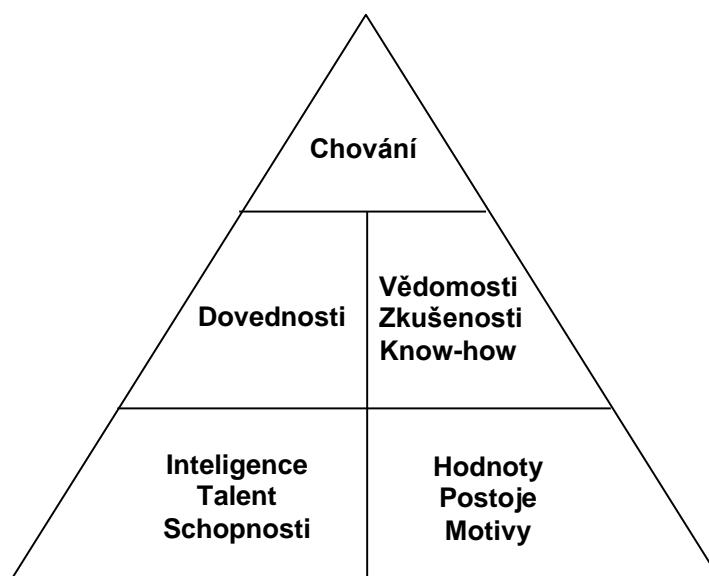 Chování
Dovednosti
Vědomosti
Zkušenosti
Know-how
Inteligence
Talent
Schopnosti
Hodnoty
Postoje
Motivy